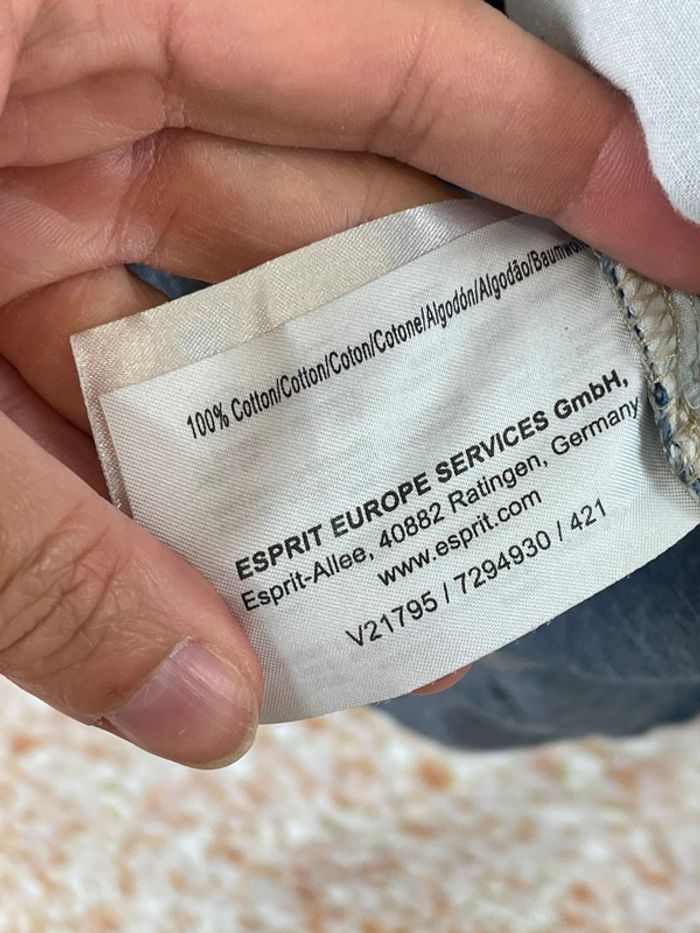 100% Cotton/Cotton/Coton/Cotone/Algodón/Algodão/
ESPRIT EUROPE SERVICES GmbH,
Esprit-Allee, 40882 Ratingen, Germany
www.esprit.com
V21795 / 7294930 / 421